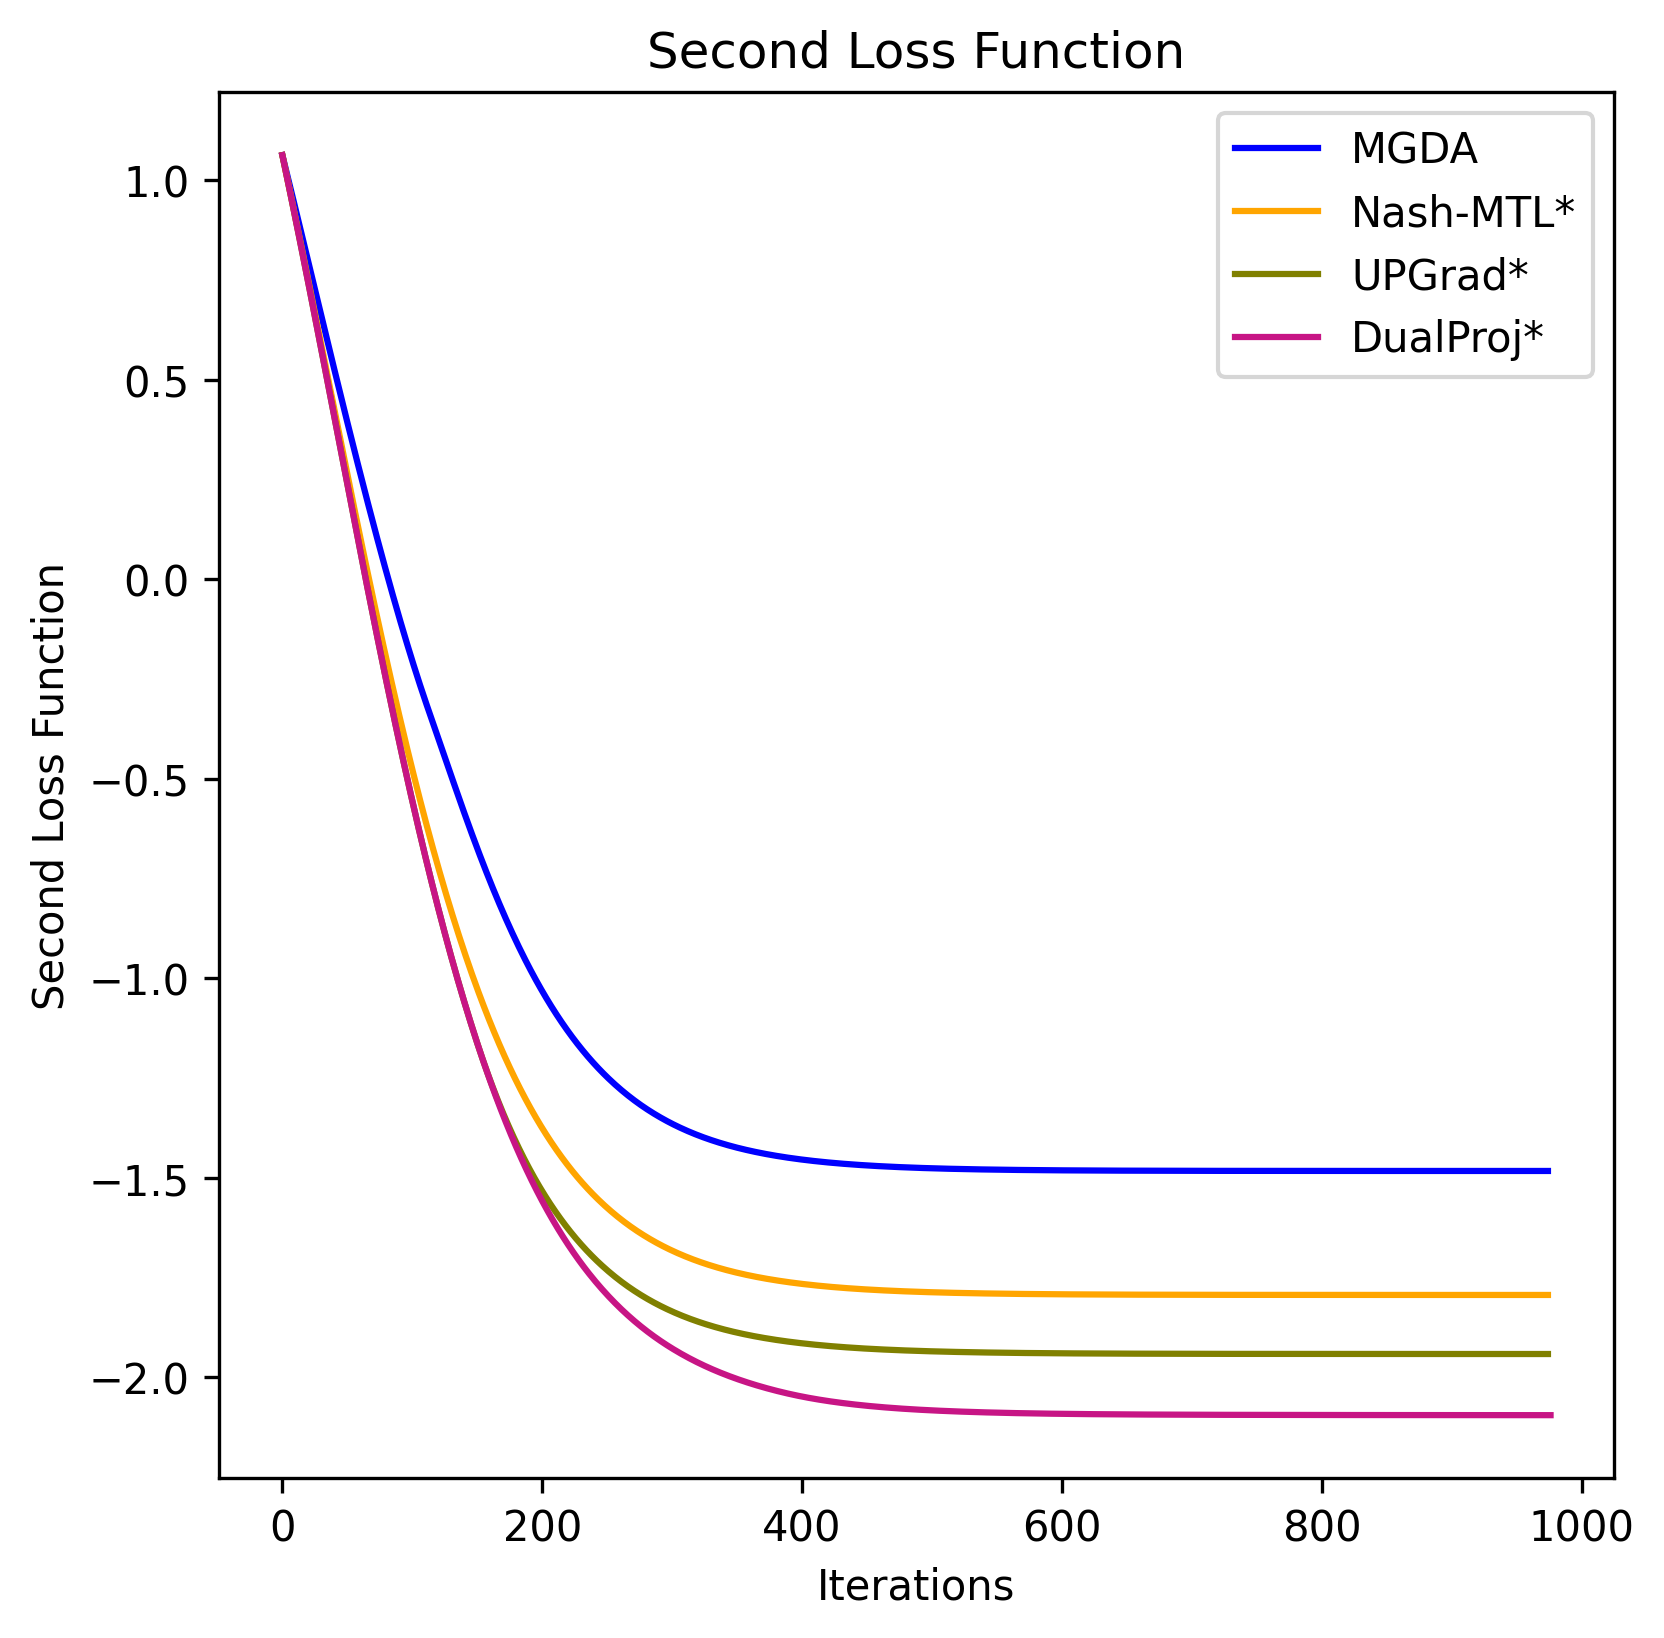 Second Loss Function
MGDA
Nash-MTL*
UPGrad*
DualProj*
Second Loss Function
1.0
0.5
0.0
−0.5
−1.0
−1.5
−2.0
0 200 400 600 800 1000
Iterations